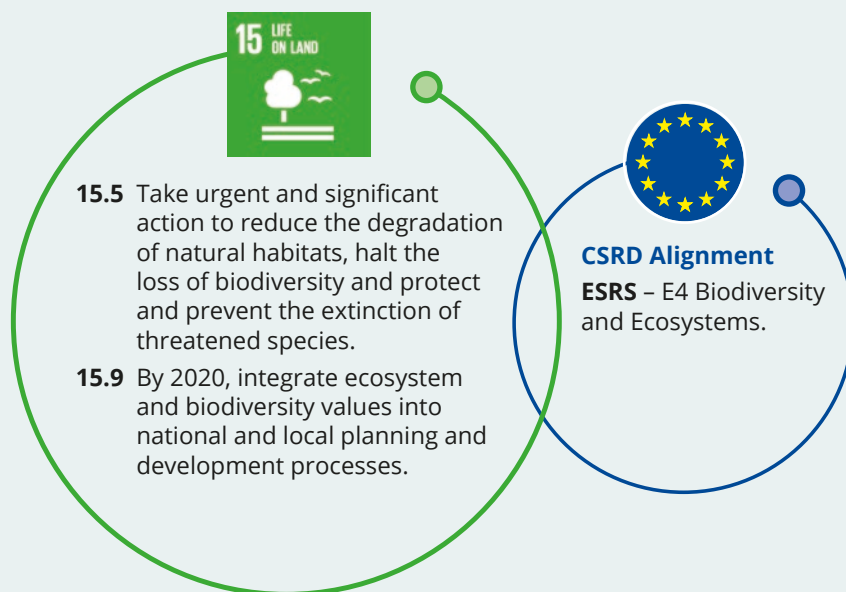 15 LIFE
ON LAND
15.5 Take urgent and significant
action to reduce the degradation
of natural habitats, halt the
loss of biodiversity and protect
and prevent the extinction of
threatened species.
15.9 By 2020, integrate ecosystem
and biodiversity values into
national and local planning and
development processes.
CSRD Alignment
ESRS – E4 Biodiversity
and Ecosystems.